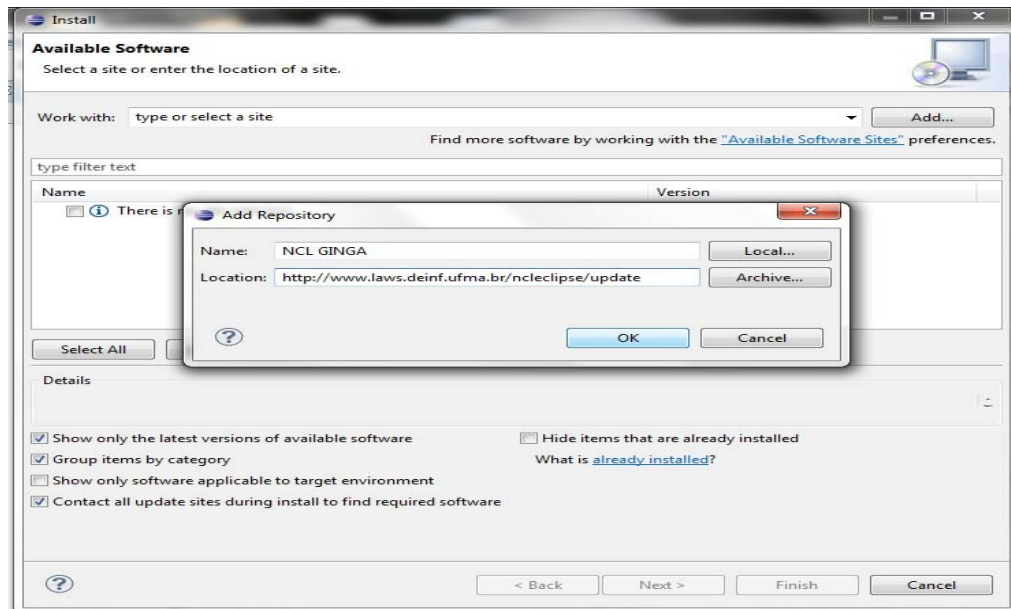 Install
Available Software
Select a site or enter the location of a site.
Work with: type or select a site Add...
Find more software by working with the "Available Software Sites" preferences.
type filter text
Name Version
There is
Add Repository
Name: NCL GINGA Local...
Location: http://www.laws.deinf.ufma.br/ncleclipse/update Archive...
OK Cancel
Select All
Details
Show only the latest versions of available software
Hide items that are already installed
Group items by category
What is already installed?
Show only software applicable to target environment
Contact all update sites during install to find required software
< Back Next > Finish Cancel